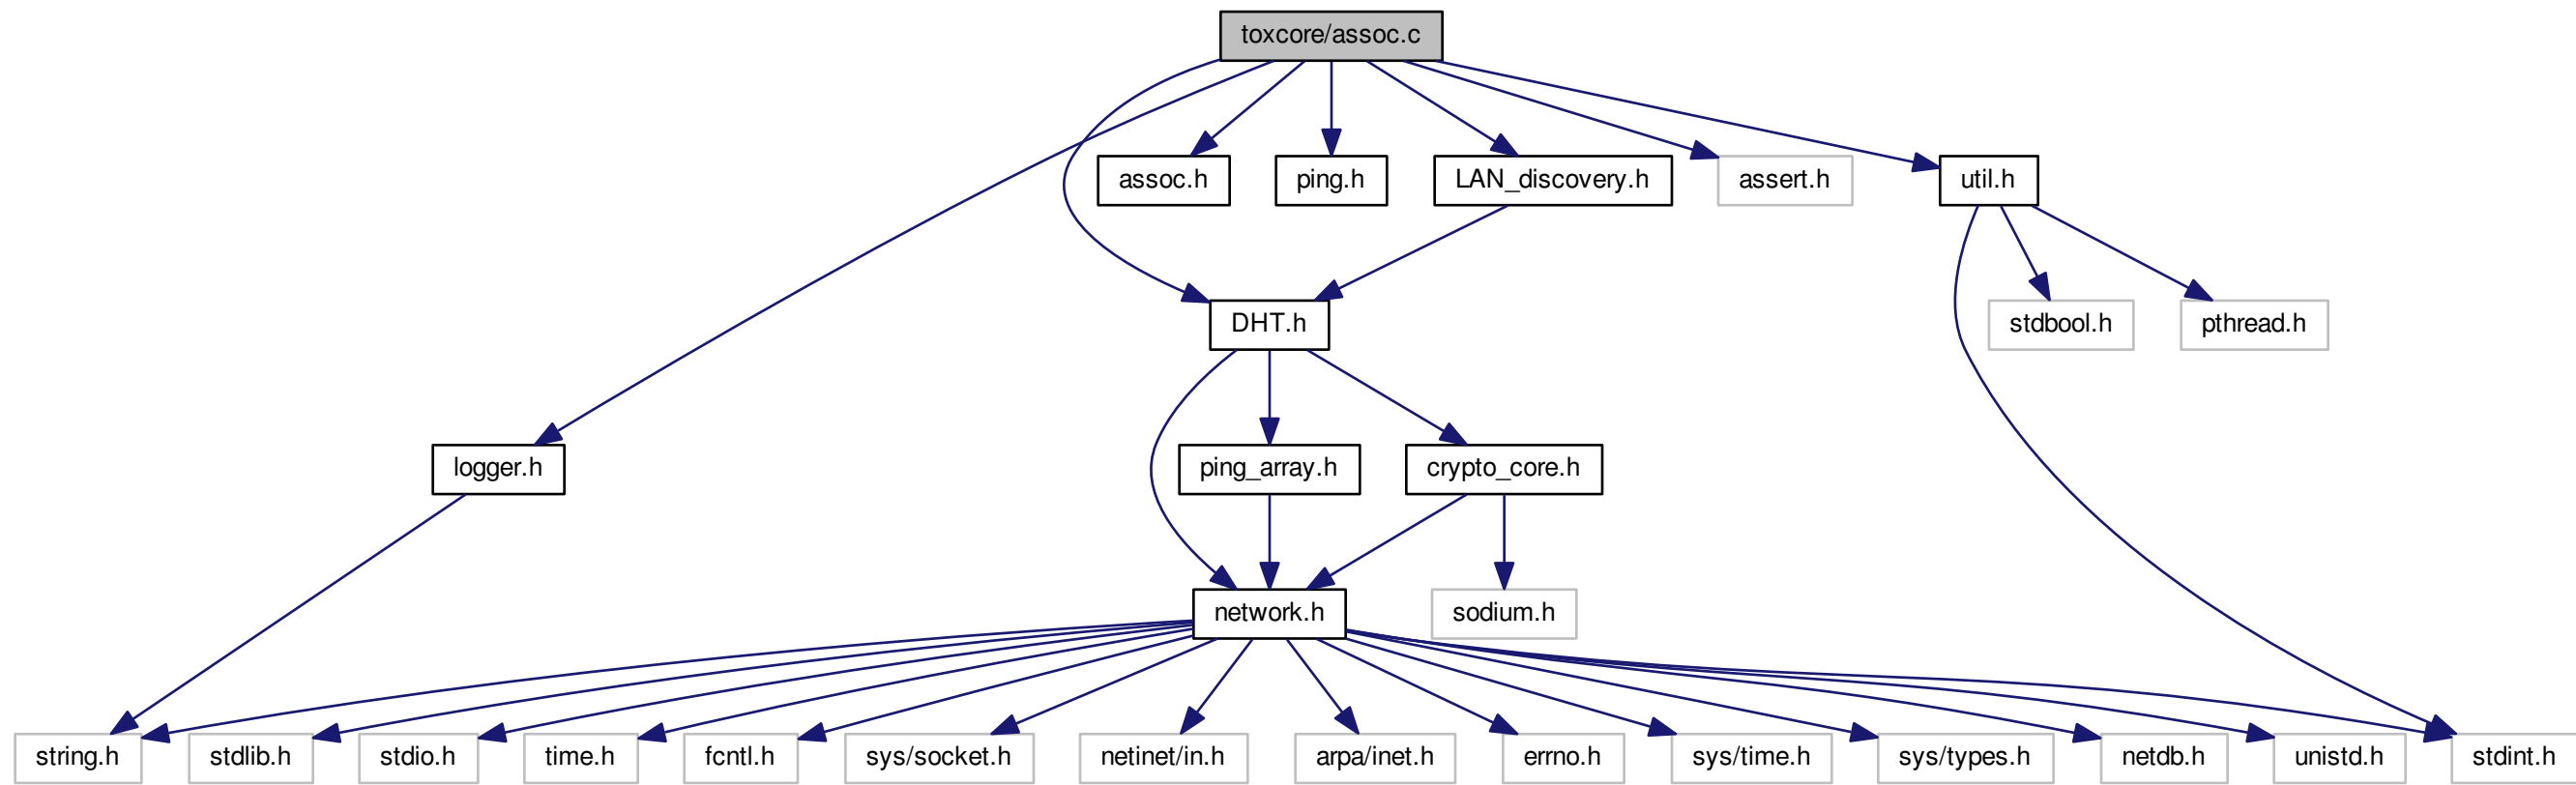 toxcore/assoc.c
assoc.h
ping.h
LAN_discovery.h
assert.h
util.h
DHT.h
stdbool.h
pthread.h
logger.h
ping_array.h
crypto_core.h
network.h
sodium.h
string.h
stdlib.h
stdio.h
time.h
fcntl.h
sys/socket.h
netinet/in.h
arpa/inet.h
errno.h
sys/time.h
sys/types.h
netdb.h
unistd.h
stdint.h